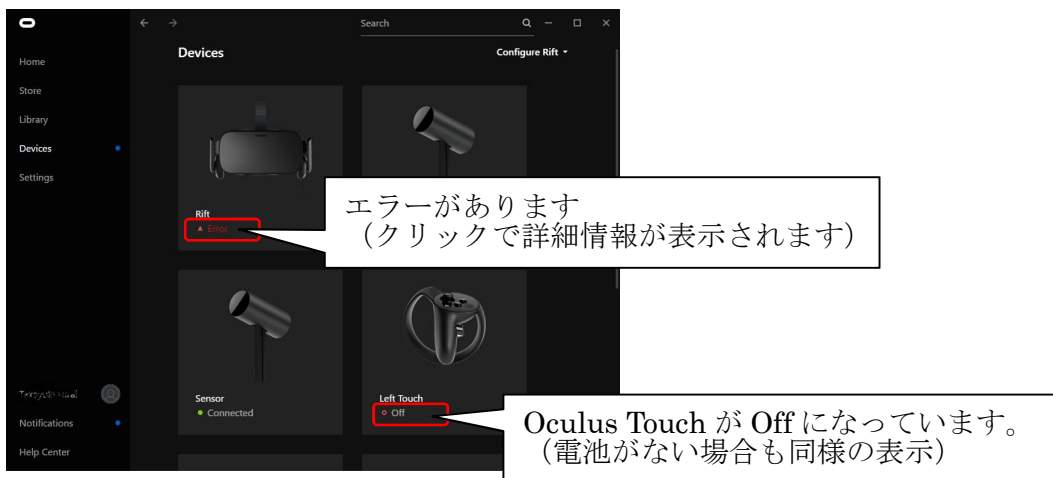 Search
Devices
Configure Rift
Home
Store
Library
Devices
Settings
Rift
Error
エラーがあります
（クリックで詳細情報が表示されます）
Sensor
Connected
Left Touch
Off
Oculus Touch が Off になっています。
（電池がない場合も同様の表示）
Notifications
Help Center